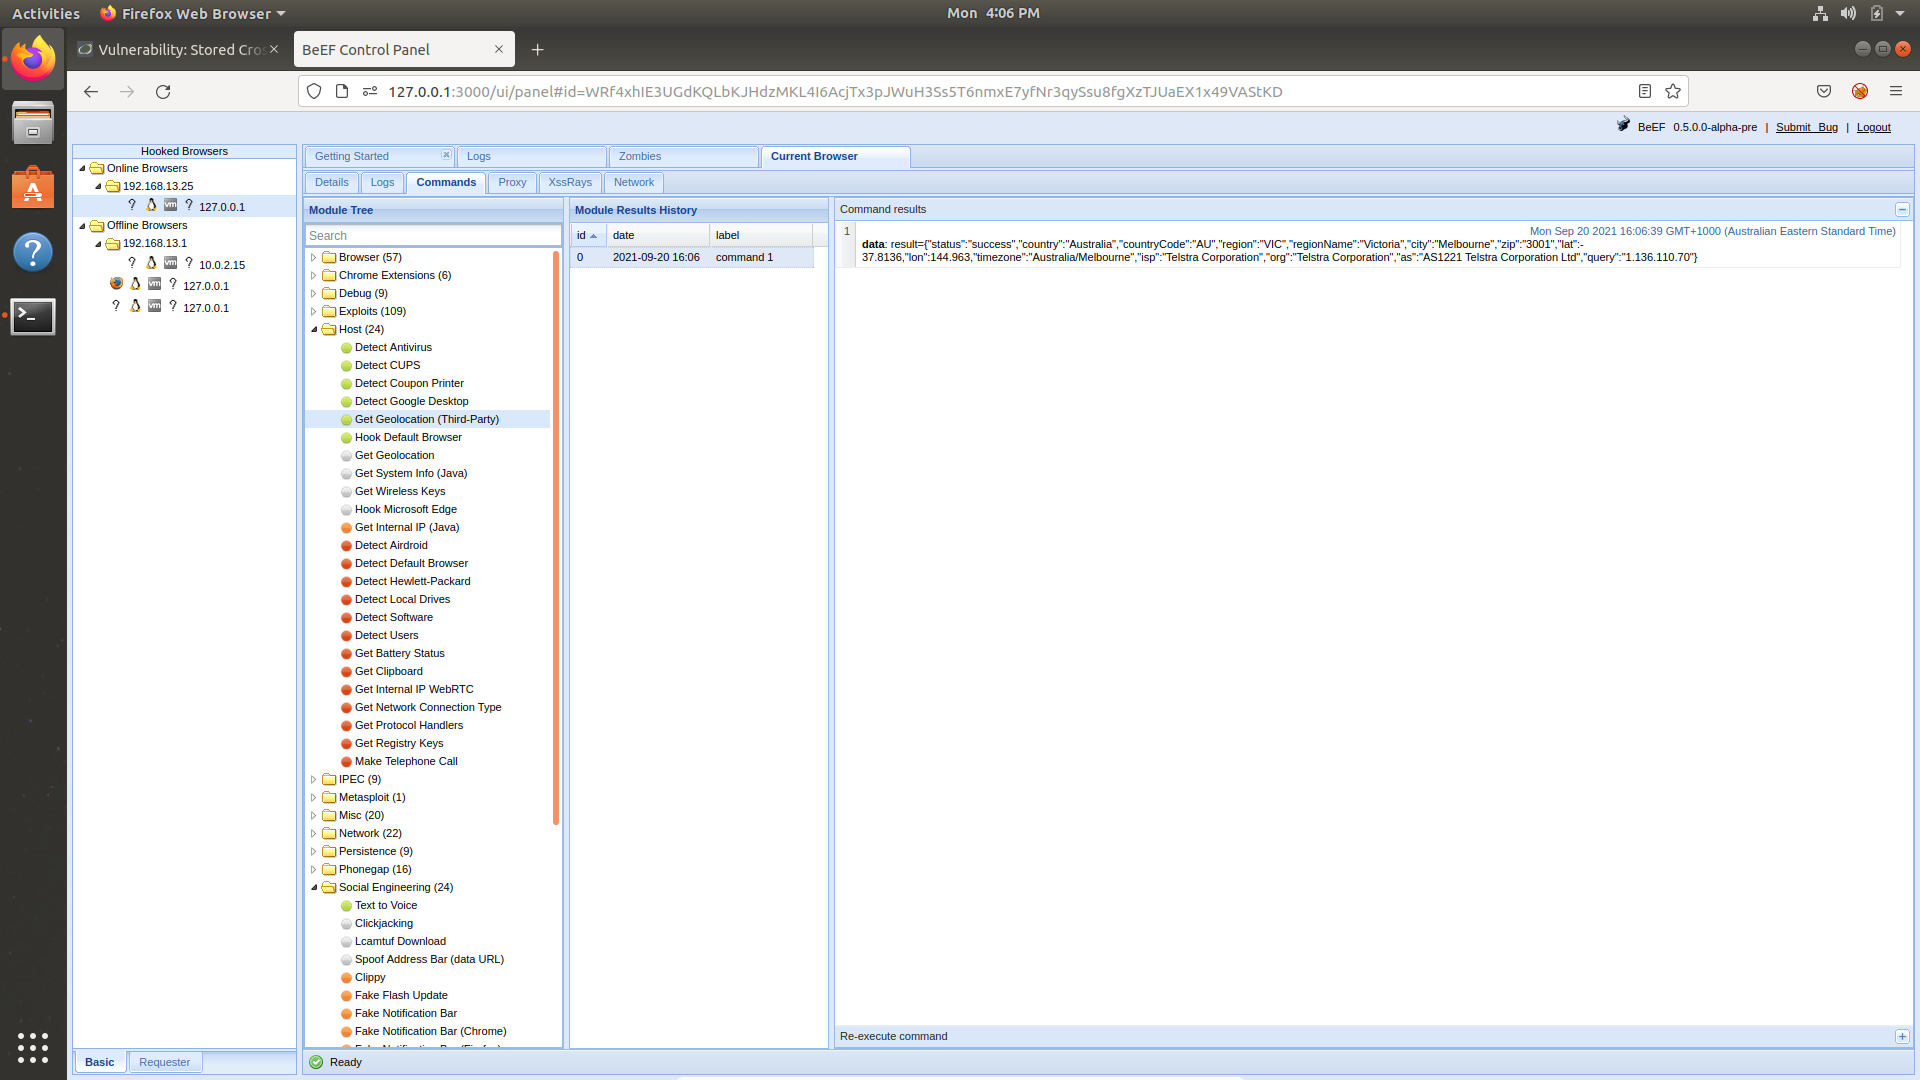 Activities
Firefox Web Browser
Mon 4:06 PM
Vulnerability: Stored Cros
BeEF Control Panel
127.0.0.1:3000/ui/panel#id=WRf4xhIE3UGdKQLbKJHdzMKL4I6AcjTx3pJWuH3Ss5T6nmxE7yfNr3qySsu8fgXzTJUaEX1x49VAStKD
BeEF 0.5.0.0-alpha-pre | Submit Bug | Logout
Hooked Browsers
Online Browsers
192.168.13.25
? vm ? 127.0.0.1
Offline Browsers
192.168.13.1
? vm ? 10.0.2.15
vm ? 127.0.0.1
? vm ? 127.0.0.1
Basic
Requester
Getting Started
Logs
Zombies
Current Browser
Details
Logs
Commands
Proxy
XssRays
Network
Module Tree
Search
Browser (57)
Chrome Extensions (6)
Debug (9)
Exploits (109)
Host (24)
Detect Antivirus
Detect CUPS
Detect Coupon Printer
Detect Google Desktop
Get Geolocation (Third-Party)
Hook Default Browser
Get Geolocation
Get System Info (Java)
Get Wireless Keys
Hook Microsoft Edge
Get Internal IP (Java)
Detect Airdroid
Detect Default Browser
Detect Hewlett-Packard
Detect Local Drives
Detect Software
Detect Users
Get Battery Status
Get Clipboard
Get Internal IP WebRTC
Get Network Connection Type
Get Protocol Handlers
Get Registry Keys
Make Telephone Call
IPEC (9)
Metasploit (1)
Misc (20)
Network (22)
Persistence (9)
Phonegap (16)
Social Engineering (24)
Text to Voice
Clickjacking
Lcamtuf Download
Spoof Address Bar (data URL)
Clippy
Fake Flash Update
Fake Notification Bar
Fake Notification Bar (Chrome)
Module Results History
id date label
0 2021-09-20 16:06 command 1
Command results
1
Mon Sep 20 2021 16:06:39 GMT+1000 (Australian Eastern Standard Time)
data: result={"status":"success","country":"Australia","countryCode":"AU","region":"VIC","regionName":"Victoria","city":"Melbourne","zip":"3001","lat":-
37.8136,"lon":144.963,"timezone":"Australia/Melbourne","isp":"Telstra Corporation","org":"Telstra Corporation","as":"AS1221 Telstra Corporation Ltd","query":"1.136.110.70"}
Re-execute command
Ready